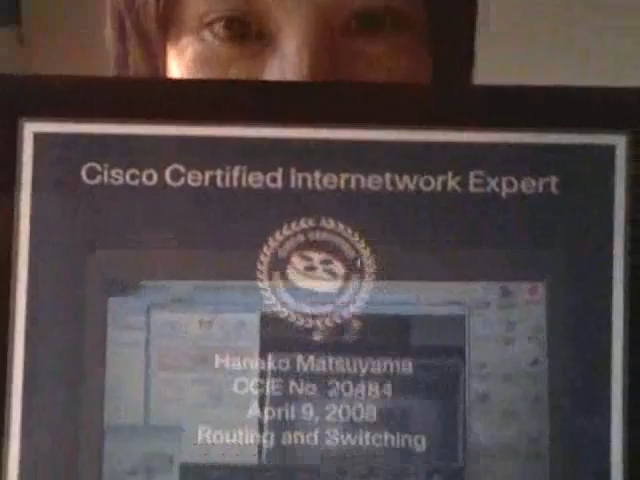 Cisco Certified Internetwork Expert
Hanako Matsuyama
CCIE No. 20484
April 9, 2008
Routing and Switching